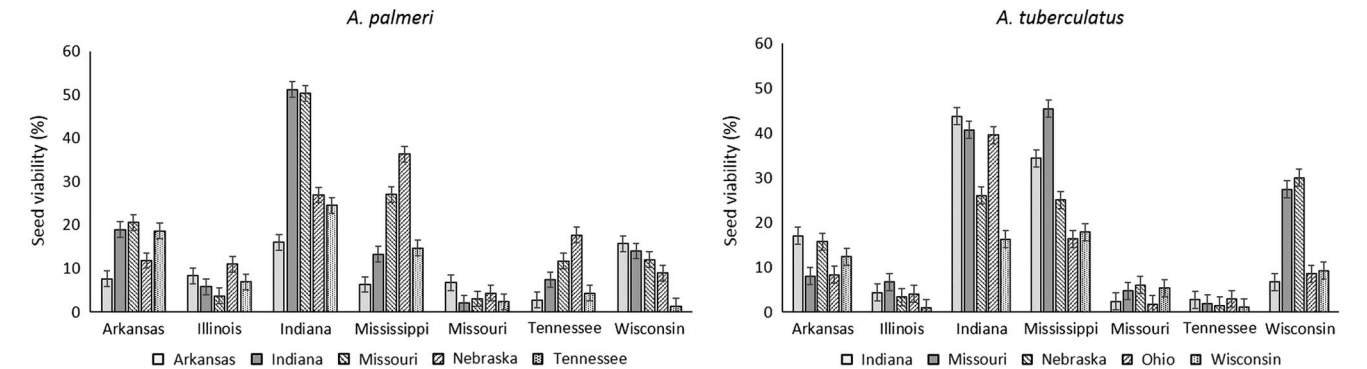 A. palmeri
Seed viability (%)
60
50
40
30
20
10
0
Arkansas Illinois Indiana Mississippi Missouri Tennessee Wisconsin
Arkansas Indiana Missouri Nebraska Tennessee
A. tuberculatus
Seed viability (%)
60
50
40
30
20
10
0
Arkansas Illinois Indiana Mississippi Missouri Tennessee Wisconsin
Indiana Missouri Nebraska Ohio Wisconsin